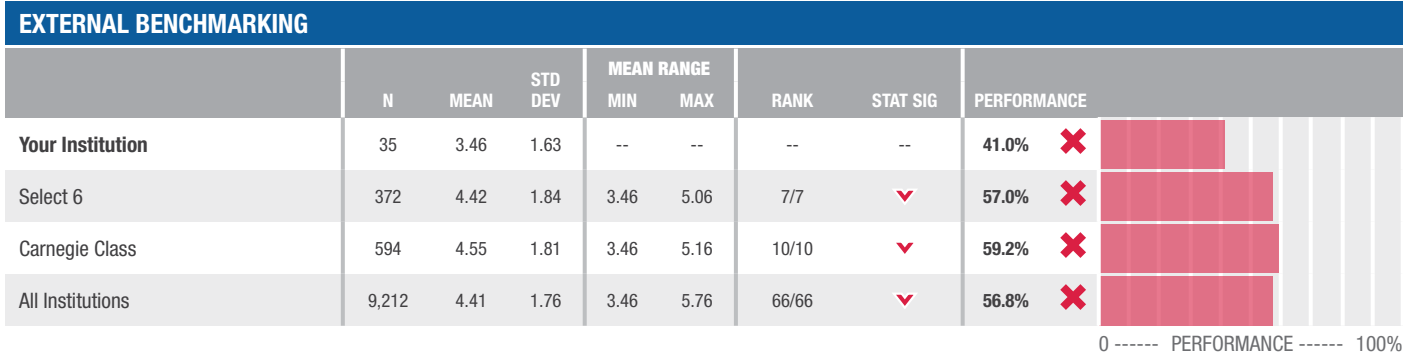 EXTERNAL BENCHMARKING
STD MEAN RANGE
N MEAN DEV MIN MAX RANK STAT SIG PERFORMANCE
Your Institution 35 3.46 1.63 -- -- -- -- 41.0%
Select 6 372 4.42 1.84 3.46 5.06 7/7 57.0%
Carnegie Class 594 4.55 1.81 3.46 5.16 10/10 59.2%
All Institutions 9,212 4.41 1.76 3.46 5.76 66/66 56.8%
0 ------ PERFORMANCE ------ 100%